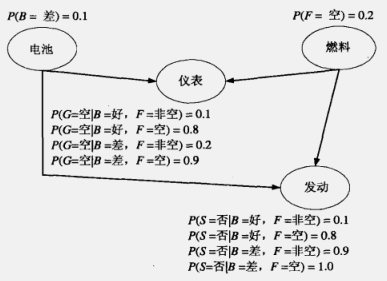 P(B = 差) = 0.1
P(F = 空) = 0.2
电池
燃料
仪表
P(G=空|B=好, F=非空) = 0.1
P(G=空|B=好, F=空) = 0.8
P(G=空|B=差, F=非空) = 0.2
P(G=空|B=差, F=空) = 0.9
发动
P(S=否|B=好, F=非空) = 0.1
P(S=否|B=好, F=空) = 0.8
P(S=否|B=差, F=非空) = 0.9
P(S=否|B=差, F=空) = 1.0